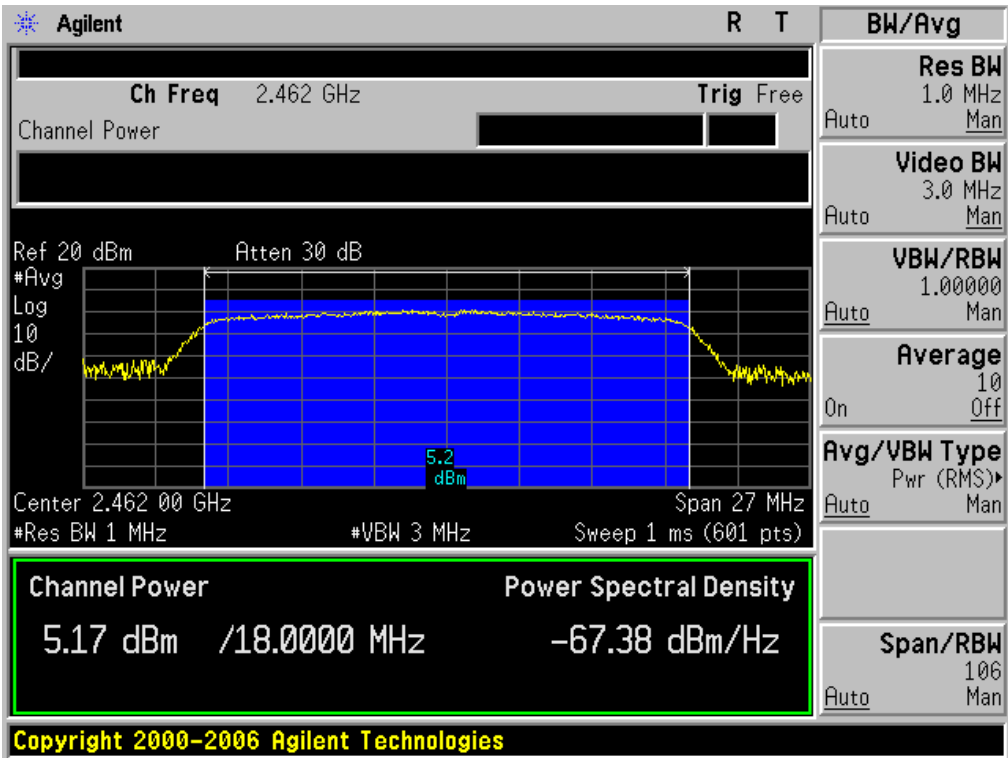 Agilent R T
Ch Freq 2.462 GHz Trig Free
Channel Power
Ref 20 dBm Atten 30 dB
#Avg
Log
10
dB/
5.2
dBm
Center 2.462 00 GHz Span 27 MHz
#Res BW 1 MHz #VBW 3 MHz Sweep 1 ms (601 pts)
Channel Power Power Spectral Density
5.17 dBm /18.0000 MHz -67.38 dBm/Hz
Copyright 2000-2006 Agilent Technologies
BW/Avg
Res BW
1.0 MHz
Auto Man
Video BW
3.0 MHz
Auto Man
VBW/RBW
1.00000
Auto Man
Average
10
On Off
Avg/VBW Type
Pwr (RMS)▸
Auto Man
Span/RBW
106
Auto Man